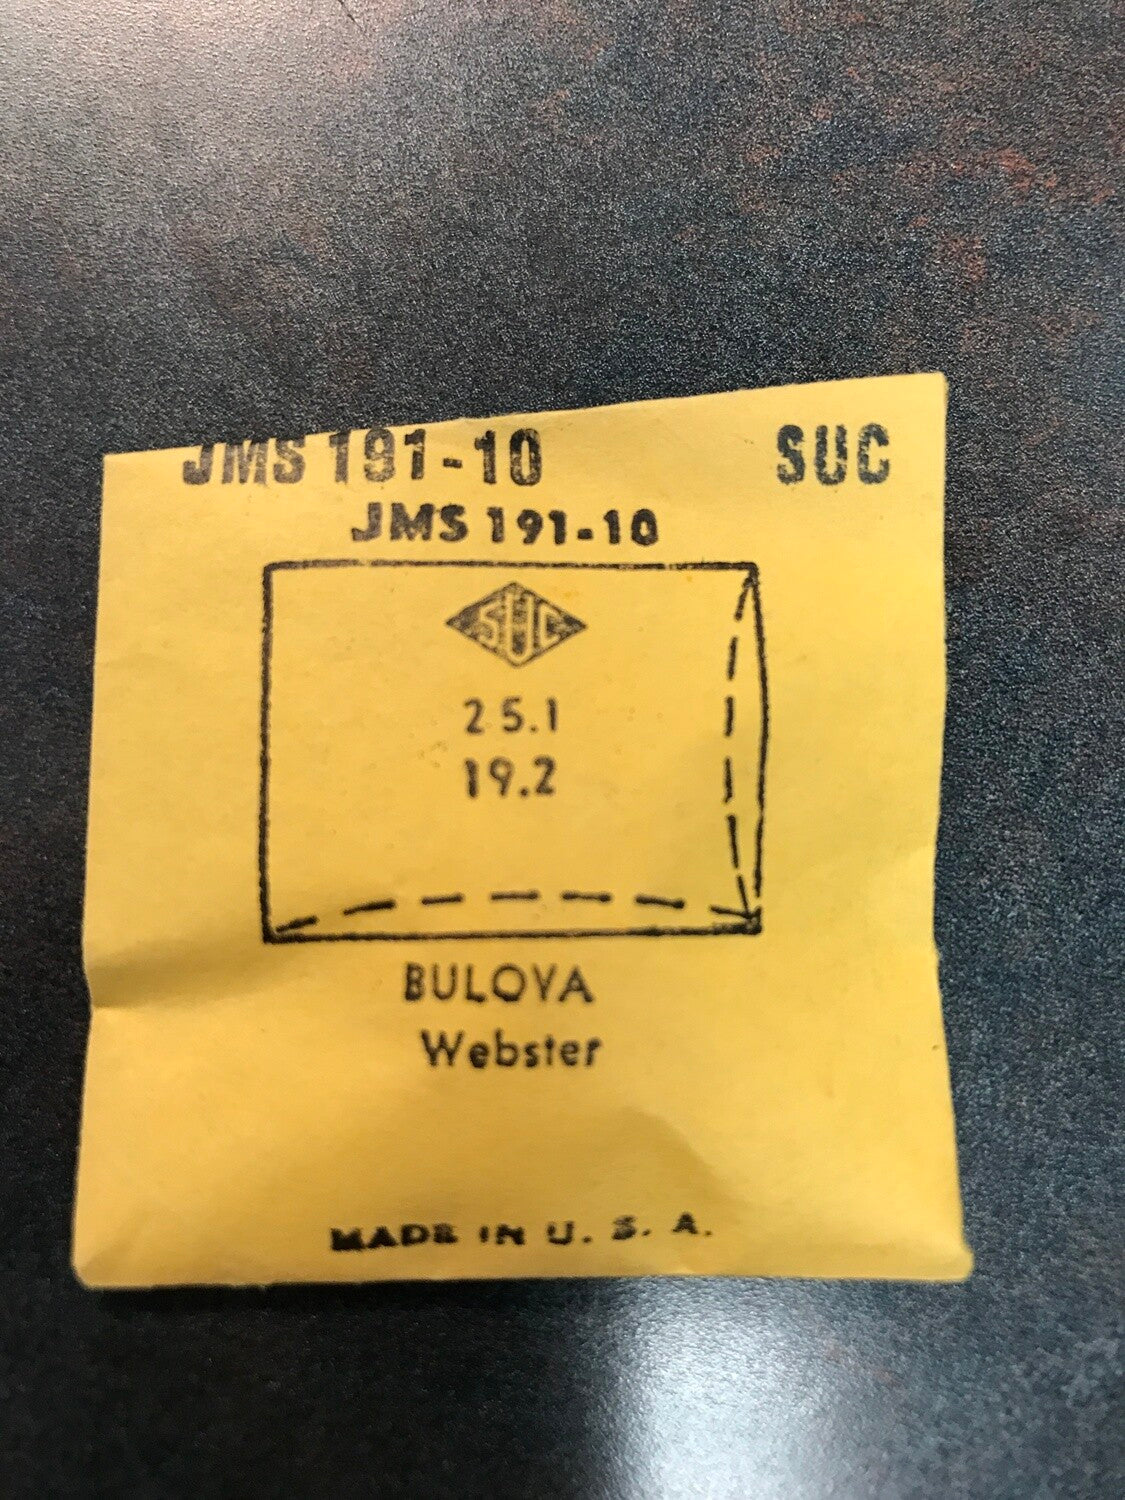 JMS 191-10 SUC
JMS 191-10
SUC
25.1
19.2
BULOVA
Webster
MADE IN U. S. A.